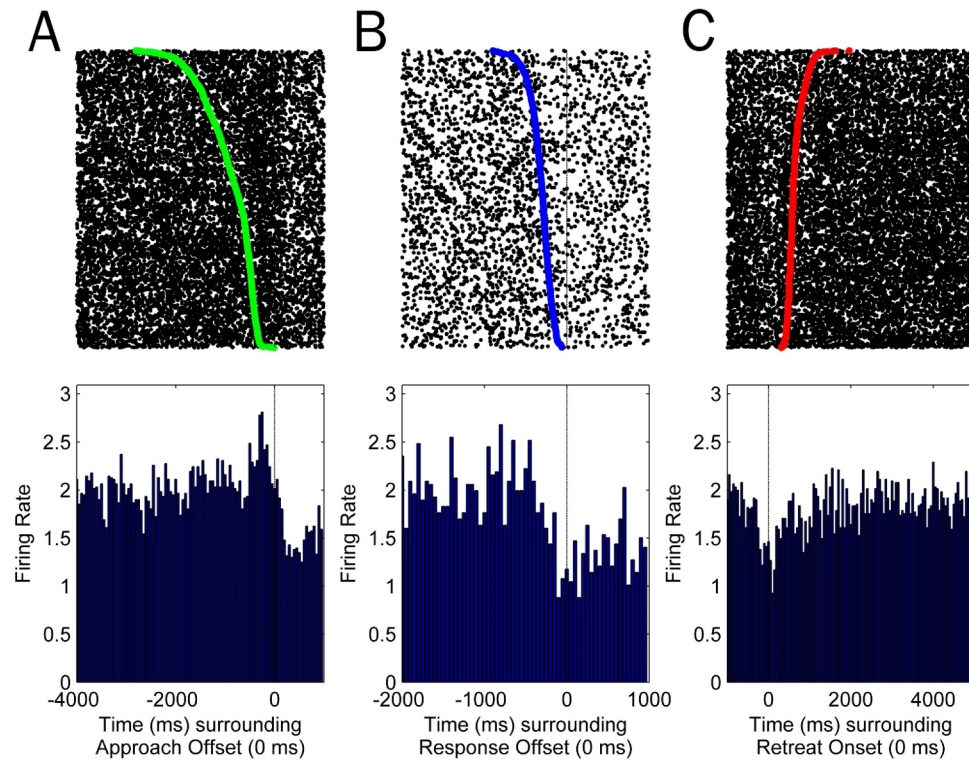 A
B
C
Firing Rate
3
2.5
2
1.5
1
0.5
0
-4000
-2000
0
Time (ms) surrounding
Approach Offset (0 ms)
Firing Rate
3
2.5
2
1.5
1
0.5
0
-2000
-1000
0
1000
Time (ms) surrounding
Response Offset (0 ms)
Firing Rate
3
2.5
2
1.5
1
0.5
0
0
2000
4000
Time (ms) surrounding
Retreat Onset (0 ms)